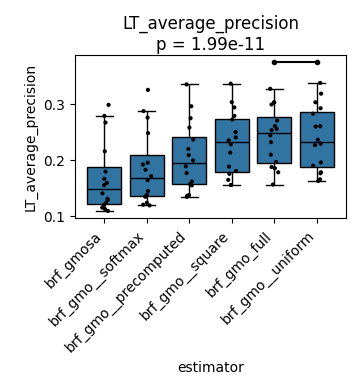 LT_average_precision
p = 1.99e-11
LT_average_precision
0.3
0.2
0.1
brf_gmosa
brf_gmo__softmax
brf_gmo__precomputed
brf_gmo__square
brf_gmo_full
brf_gmo__uniform
estimator